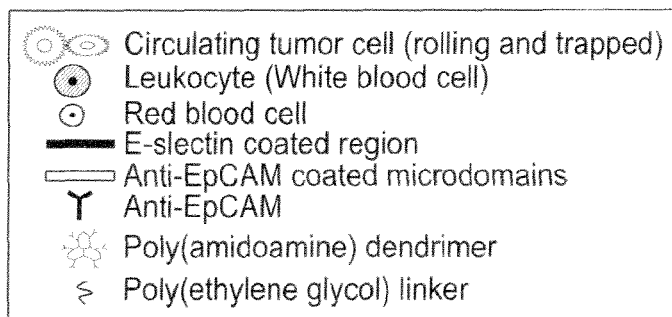 Circulating tumor cell (rolling and trapped)
Leukocyte (White blood cell)
Red blood cell
E-slectin coated region
Anti-EpCAM coated microdomains
Anti-EpCAM
Poly(amidoamine) dendrimer
Poly(ethylene glycol) linker